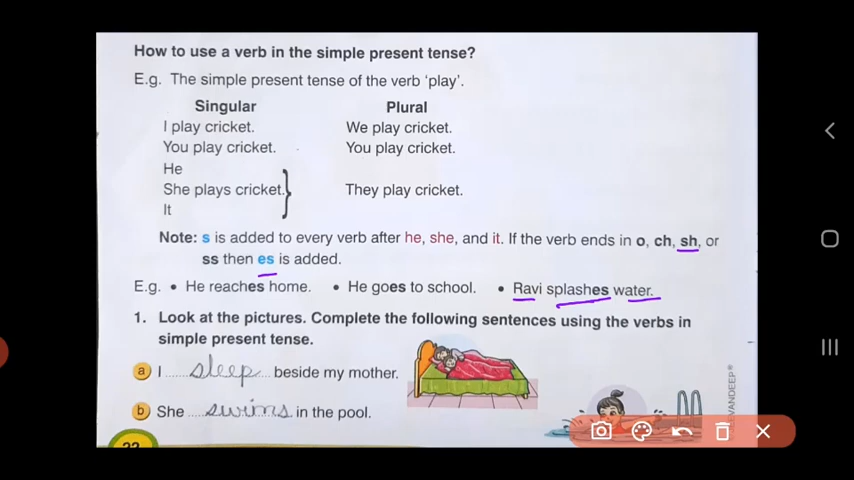 How to use a verb in the simple present tense?
E.g. The simple present tense of the verb 'play'.
Singular Plural
I play cricket. We play cricket.
You play cricket. You play cricket.
He
She plays cricket. They play cricket.
It
Note: s is added to every verb after he, she, and it. If the verb ends in o, ch, sh, or
ss then es is added.
E.g. • He reaches home. • He goes to school. • Ravi splashes water.
1. Look at the pictures. Complete the following sentences using the verbs in
simple present tense.
a I sleep beside my mother.
b She swims in the pool.